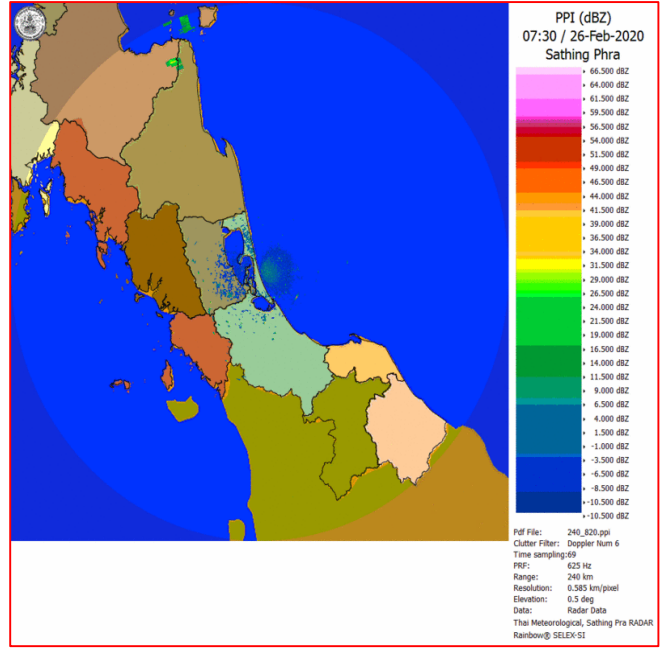 PPI (dBZ)
07:30 / 26-Feb-2020
Sathing Phra
66.500 dBZ
64.000 dBZ
61.500 dBZ
59.500 dBZ
56.500 dBZ
54.000 dBZ
51.500 dBZ
49.000 dBZ
46.500 dBZ
44.000 dBZ
41.500 dBZ
39.000 dBZ
36.500 dBZ
34.000 dBZ
31.500 dBZ
29.000 dBZ
26.500 dBZ
24.000 dBZ
21.500 dBZ
19.000 dBZ
16.500 dBZ
14.000 dBZ
11.500 dBZ
9.000 dBZ
6.500 dBZ
4.000 dBZ
1.500 dBZ
-1.000 dBZ
-3.500 dBZ
-6.500 dBZ
-8.500 dBZ
-10.500 dBZ
-10.500 dBZ
Pdf File: 240_820.ppi
Clutter Filter: Doppler Num 6
Time sampling:69
PRF: 625 Hz
Range: 240 km
Resolution: 0.585 km/pixel
Elevation: 0.5 deg
Data: Radar Data
Thai Meteorological, Sathing Pra RADAR
Rainbow® SELEX-SI